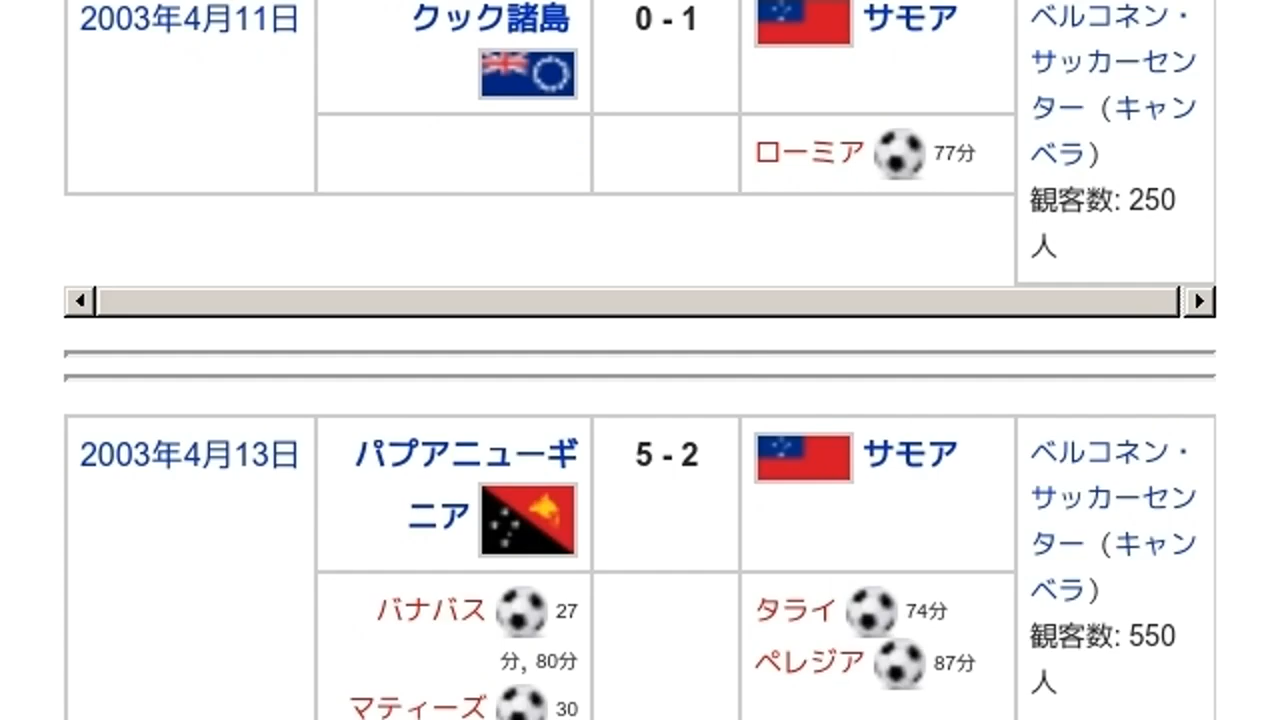 2003年4月11日
クック諸島
0 - 1
サモア
ベルコネン・
サッカーセン
ター（キャン
ベラ）
観客数: 250
人
ローミア 77分
2003年4月13日
パプアニューギ
ニア
5 - 2
サモア
ベルコネン・
サッカーセン
ター（キャン
ベラ）
観客数: 550
人
バナバス 27
分, 80分
マティーズ 30
タライ 74分
ペレジア 87分